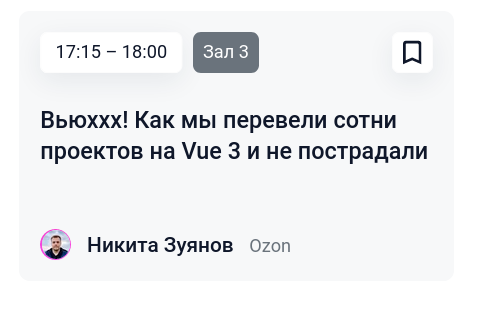 17:15 – 18:00 Зал 3
Вьюххх! Как мы перевели сотни
проектов на Vue 3 и не пострадали
Никита Зуянов Ozon